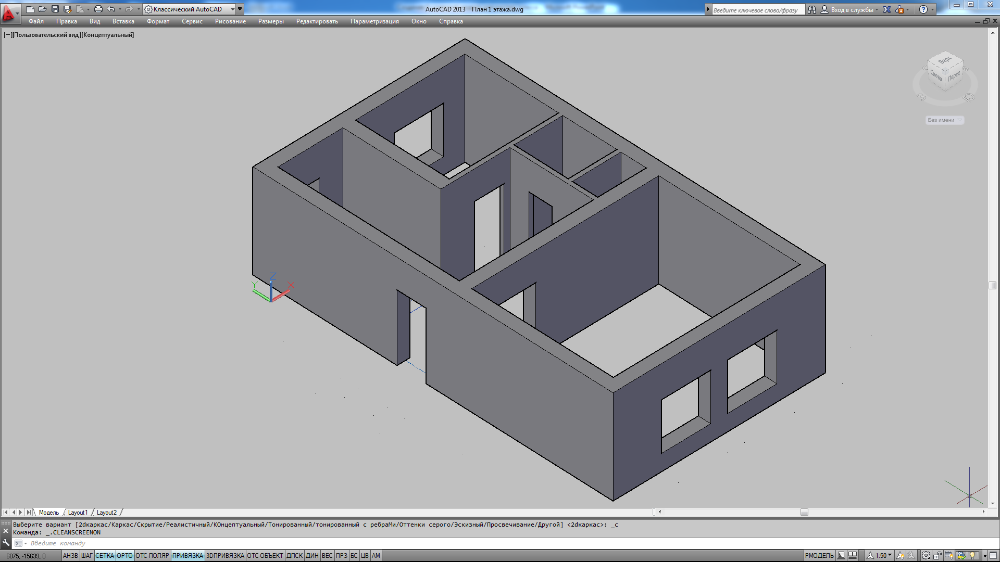 Классический AutoCAD
AutoCAD 2013 План 1 этажа.dwg
Введите ключевое слово/фразу
Вход в службы
Файл Правка Вид Вставка Формат Сервис Рисование Размеры Редактировать Параметризация Окно Справка
[−][Пользовательский вид][Концептуальный]
Верх
Слева
Перед
З
Ю
Без имени
Z
Y
X
Модель Layout1 Layout2
Выберите вариант [2dкаркас/Каркас/Скрытие/Реалистичный/КОнцептуальный/Тонированный/тонированный с ребраМи/Оттенки серого/Эскизный/Просвечивание/Другой] <2dкаркас>: _c
Команда: _.CLEANSCREENON
Введите команду
6075, -15639, 0 АНЗВ ШАГ СЕТКА ОРТО ОТС-ПОЛЯР ПРИВЯЗКА 3DПРИВЯЗКА ОТС-ОБЪЕКТ ДПСК ДИН ВЕС ПРЗ БС ЦВ АМ РМОДЕЛЬ 1:50